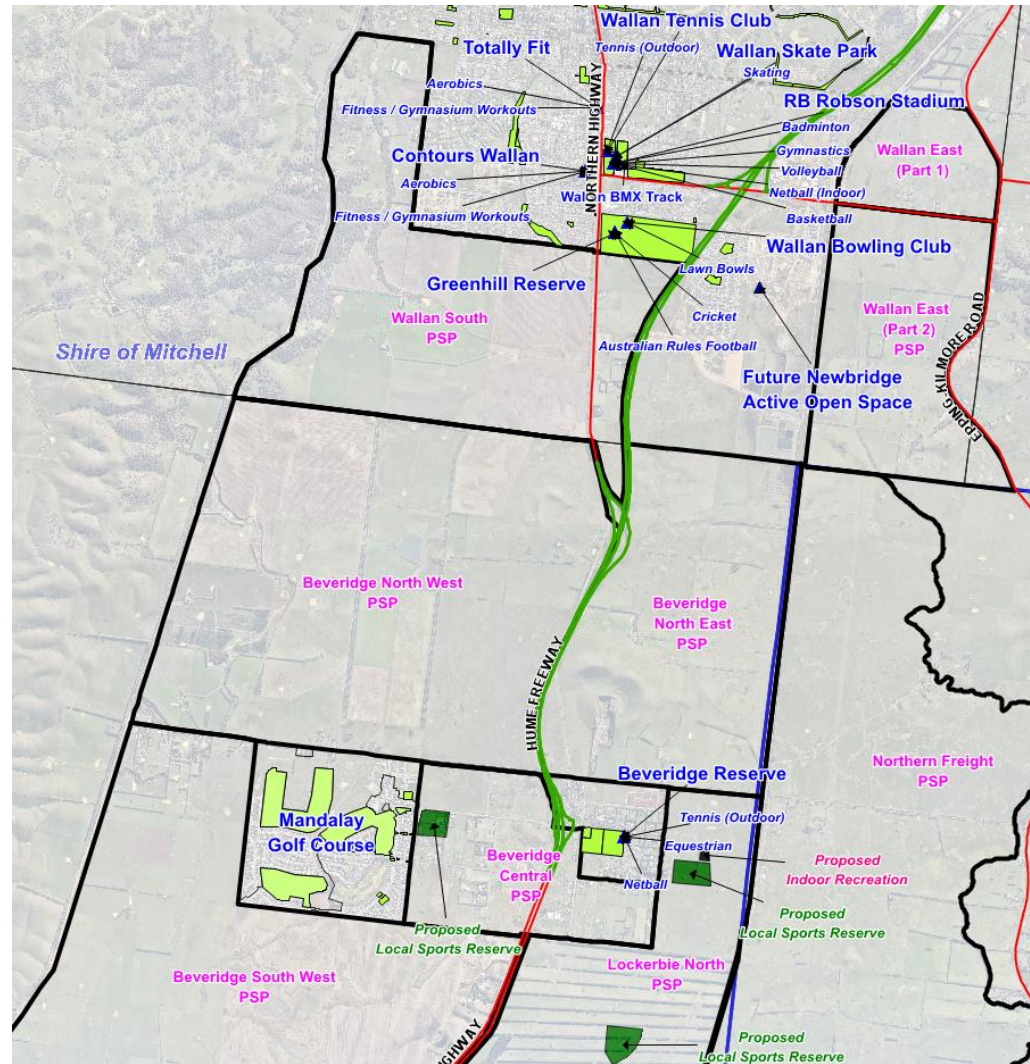 Wallan Tennis Club
Totally Fit
Tennis (Outdoor)
Wallan Skate Park
Skating
Aerobics
RB Robson Stadium
Fitness / Gymnasium Workouts
NORTHERN HIGHWAY
Badminton
Gymnastics
Wallan East
(Part 1)
Contours Wallan
Volleyball
Aerobics
Netball (Indoor)
Wallan BMX Track
Fitness / Gymnasium Workouts
Basketball
Wallan Bowling Club
Lawn Bowls
Greenhill Reserve
Wallan South
PSP
Cricket
Wallan East
(Part 2)
PSP
EPPING-KILMORE ROAD
Shire of Mitchell
Australian Rules Football
Future Newbridge
Active Open Space
Beveridge North West
PSP
Beveridge
North East
PSP
HUME FREEWAY
Northern Freight
PSP
Beveridge Reserve
Mandalay
Golf Course
Tennis (Outdoor)
Equestrian
Beveridge
Central
PSP
Netball
Proposed
Indoor Recreation
Proposed
Local Sports Reserve
Proposed
Local Sports Reserve
Beveridge South West
PSP
Lockerbie North
PSP
HIGHWAY
Proposed
Local Sports Reserve